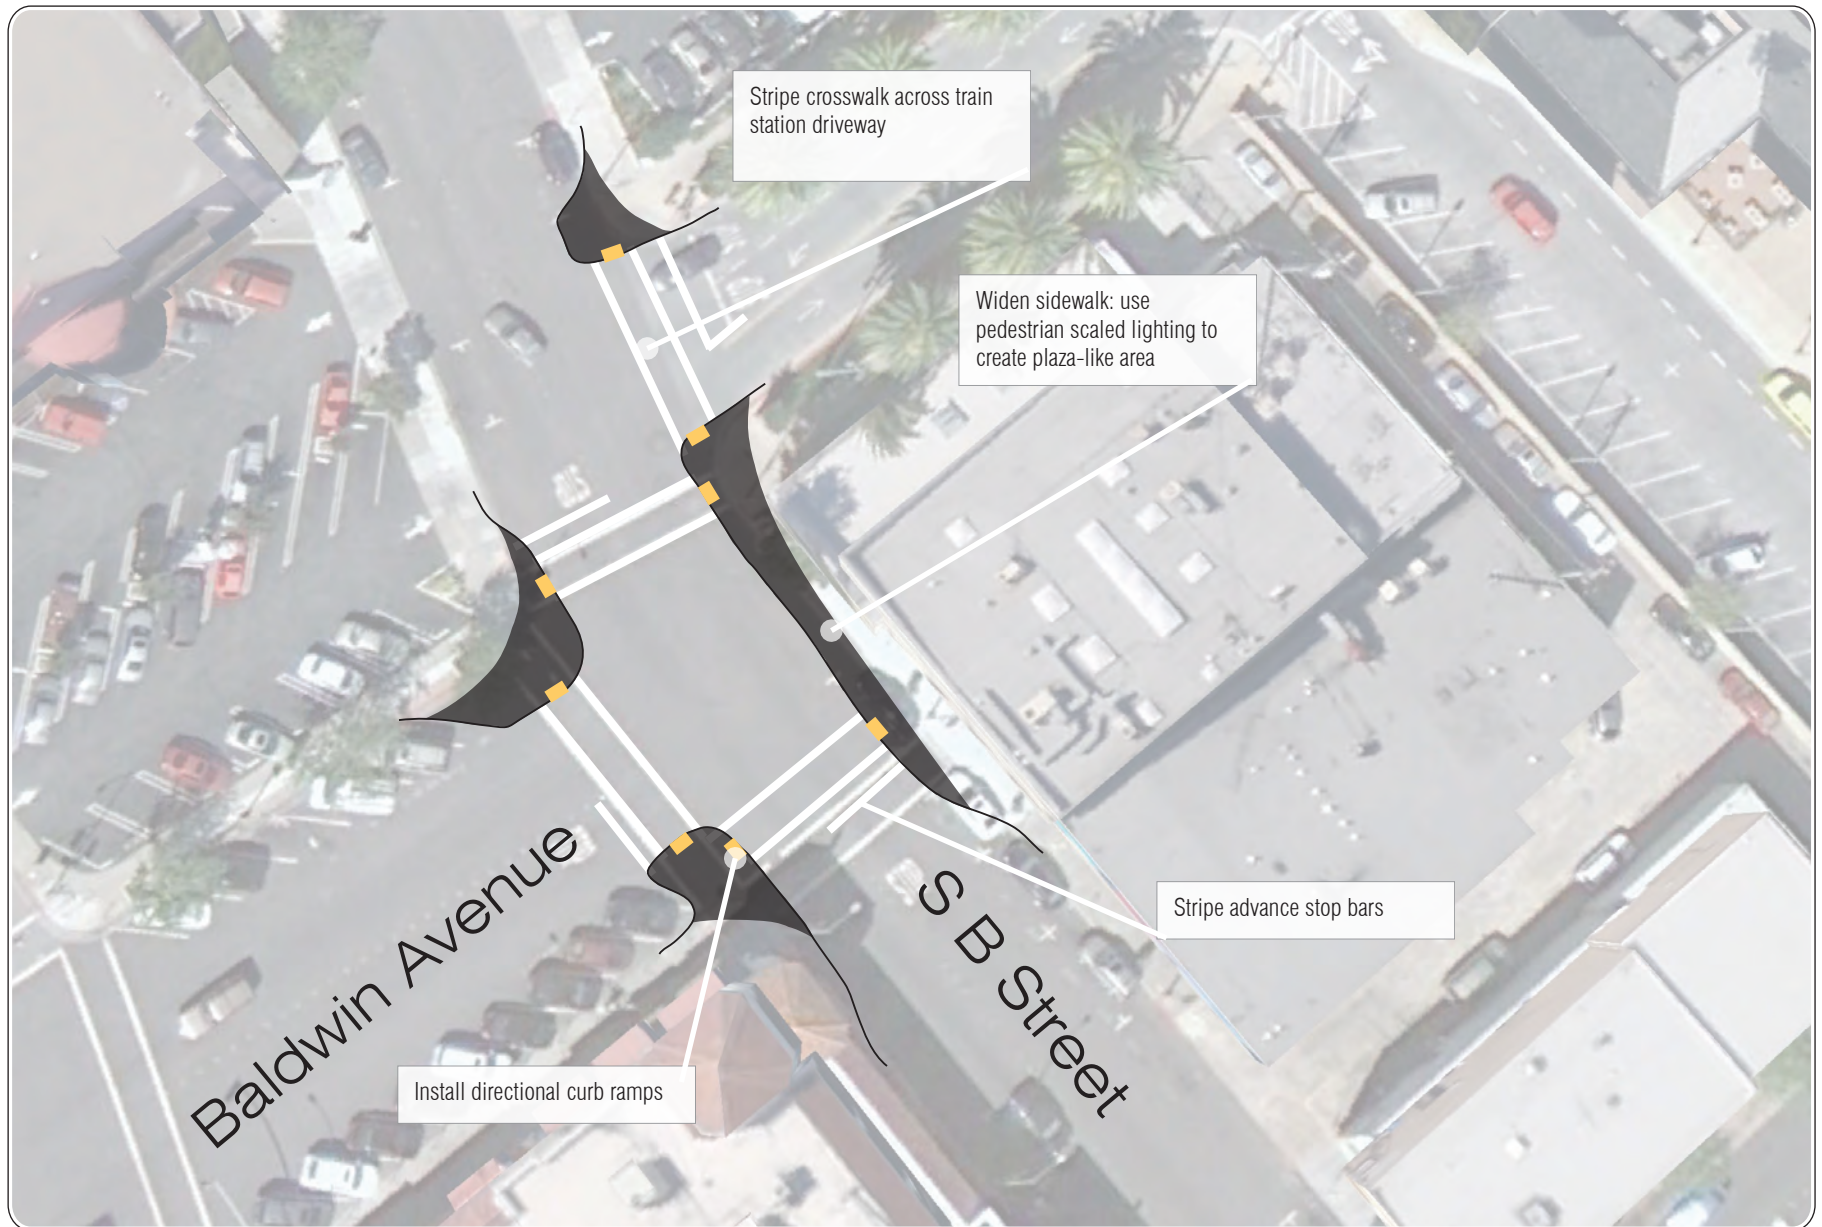 Stripe crosswalk across train
station driveway
Widen sidewalk: use
pedestrian scaled lighting to
create plaza-like area
Baldwin Avenue
S B Street
Stripe advance stop bars
Install directional curb ramps